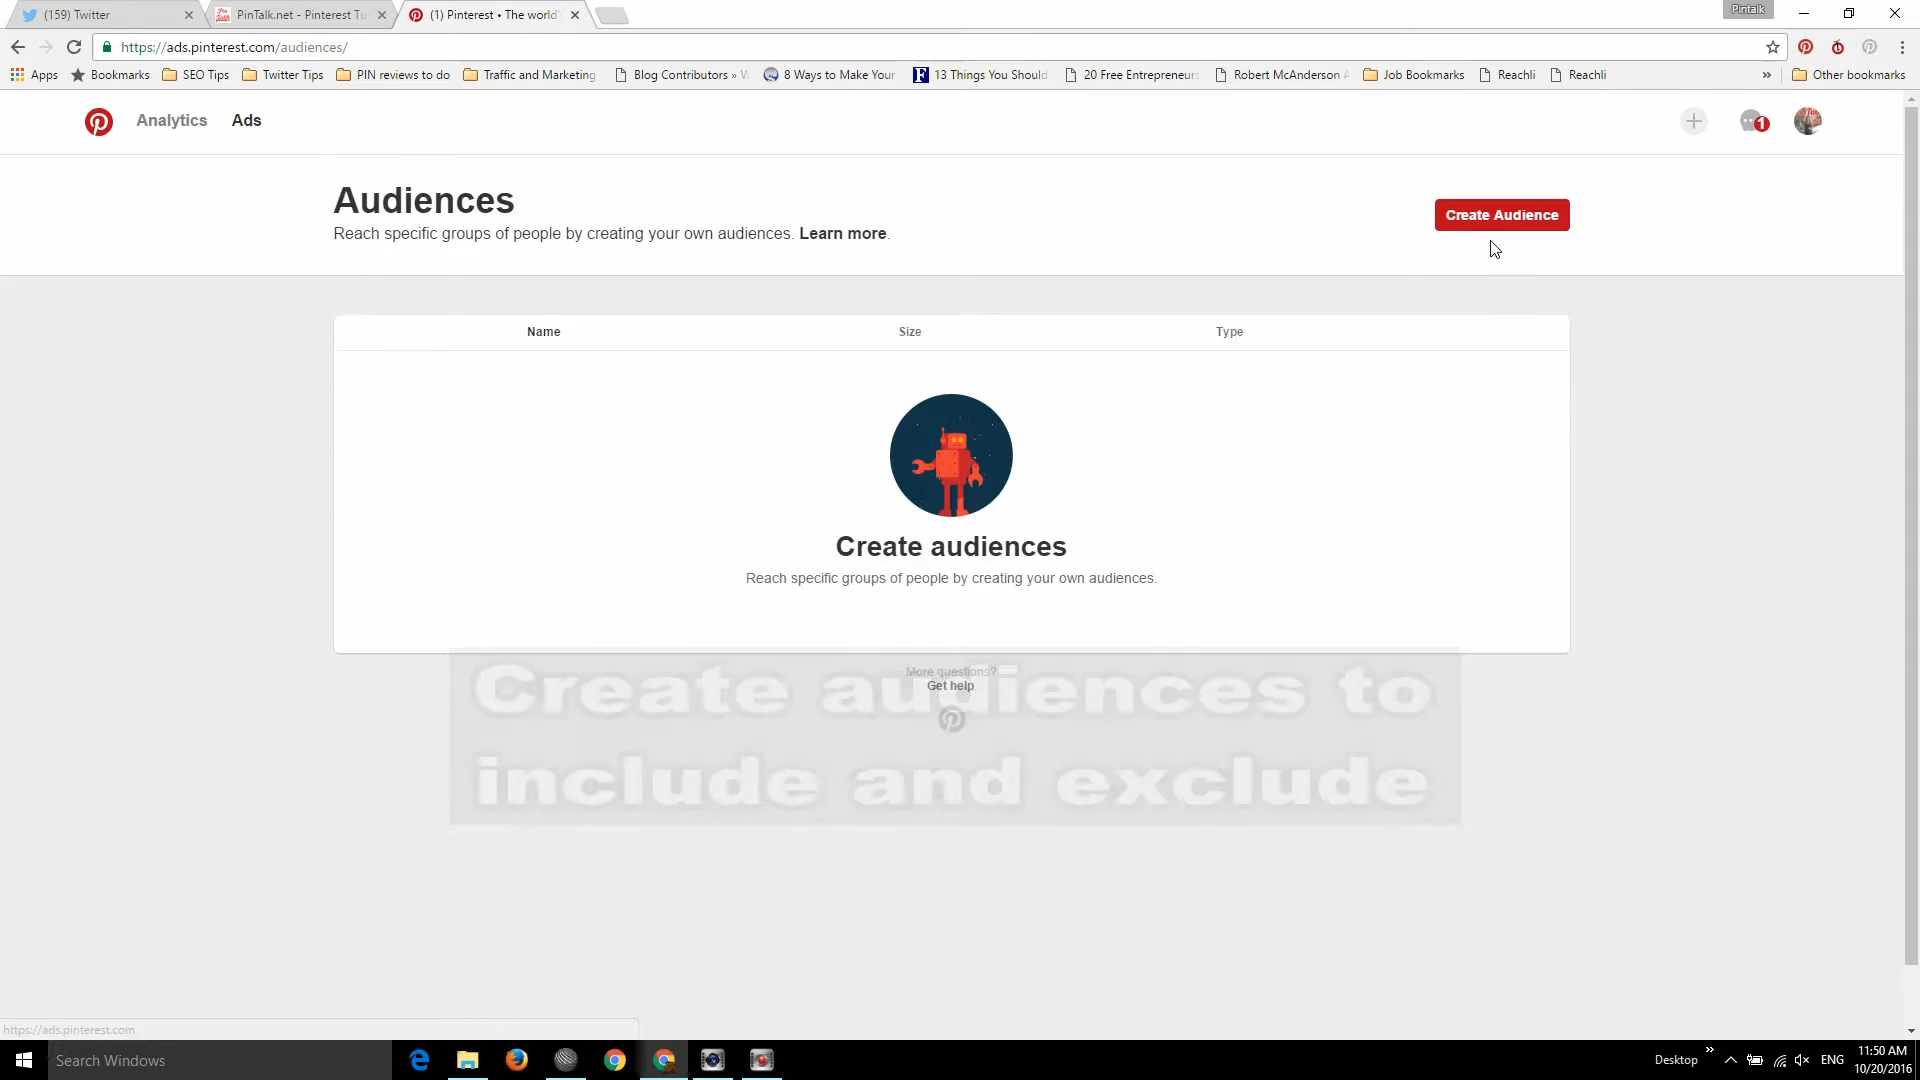 (159) Twitter
PinTalk.net - Pinterest Tu
(1) Pinterest • The world'
Pintalk
https://ads.pinterest.com/audiences/
Apps
Bookmarks
SEO Tips
Twitter Tips
PIN reviews to do
Traffic and Marketing
Blog Contributors »
8 Ways to Make Your
13 Things You Should
20 Free Entrepreneurs
Robert McAnderson
Job Bookmarks
Reachli
Reachli
»
Other bookmarks
Analytics
Ads
1
Audiences
Reach specific groups of people by creating your own audiences. Learn more.
Create Audience
Name
Size
Type
Create audiences
Reach specific groups of people by creating your own audiences.
More questions?
Get help
Create audiences to
include and exclude
https://ads.pinterest.com
Search Windows
Desktop
ENG
11:50 AM
10/20/2016